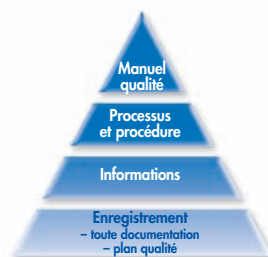 Manuel
qualité
Processus
et procédure
Informations
Enregistrement
– toute documentation
– plan qualité